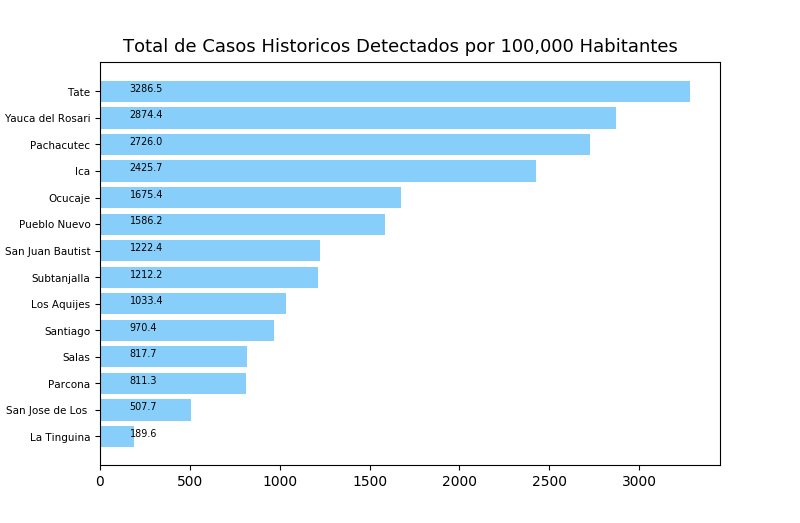 Total de Casos Historicos Detectados por 100,000 Habitantes
Tate 3286.5
Yauca del Rosari 2874.4
Pachacutec 2726.0
Ica 2425.7
Ocucaje 1675.4
Pueblo Nuevo 1586.2
San Juan Bautist 1222.4
Subtanjalla 1212.2
Los Aquijes 1033.4
Santiago 970.4
Salas 817.7
Parcona 811.3
San Jose de Los 507.7
La Tinguina 189.6
0 500 1000 1500 2000 2500 3000